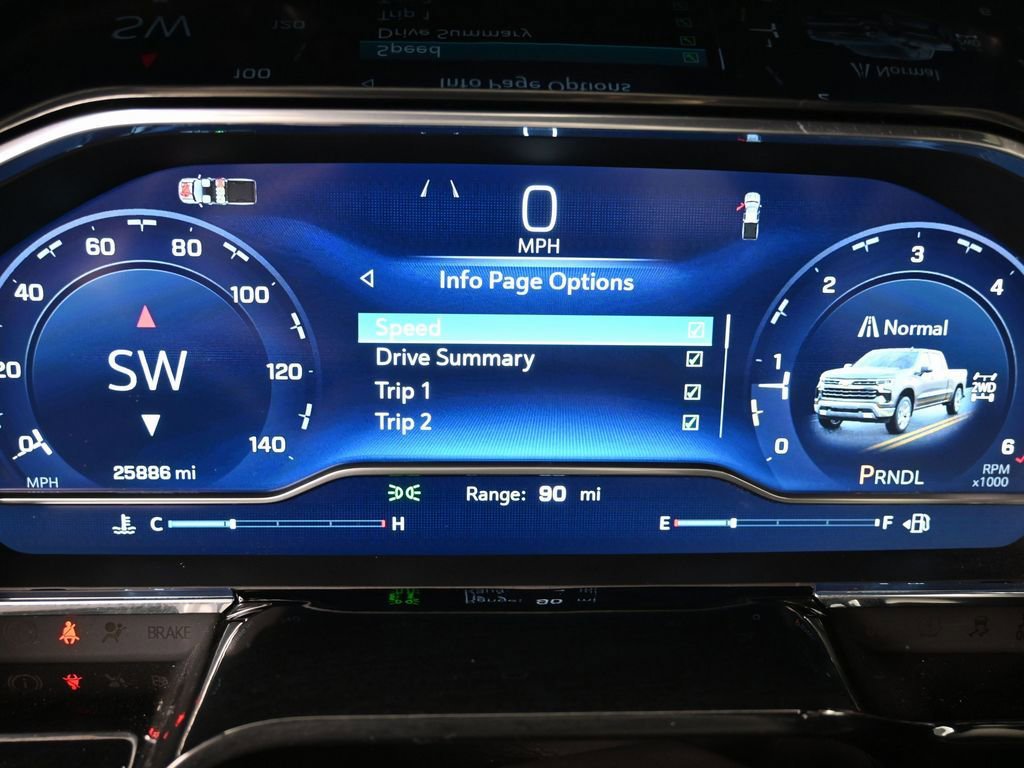 0
MPH
Info Page Options
Speed
Drive Summary
Trip 1
Trip 2
20
40
60
80
100
120
140
0
MPH
SW
25886 mi
0
1
2
3
4
6
RPM
x1000
Normal
2WD
PRNDL
Range: 90 mi
C H
E F
BRAKE